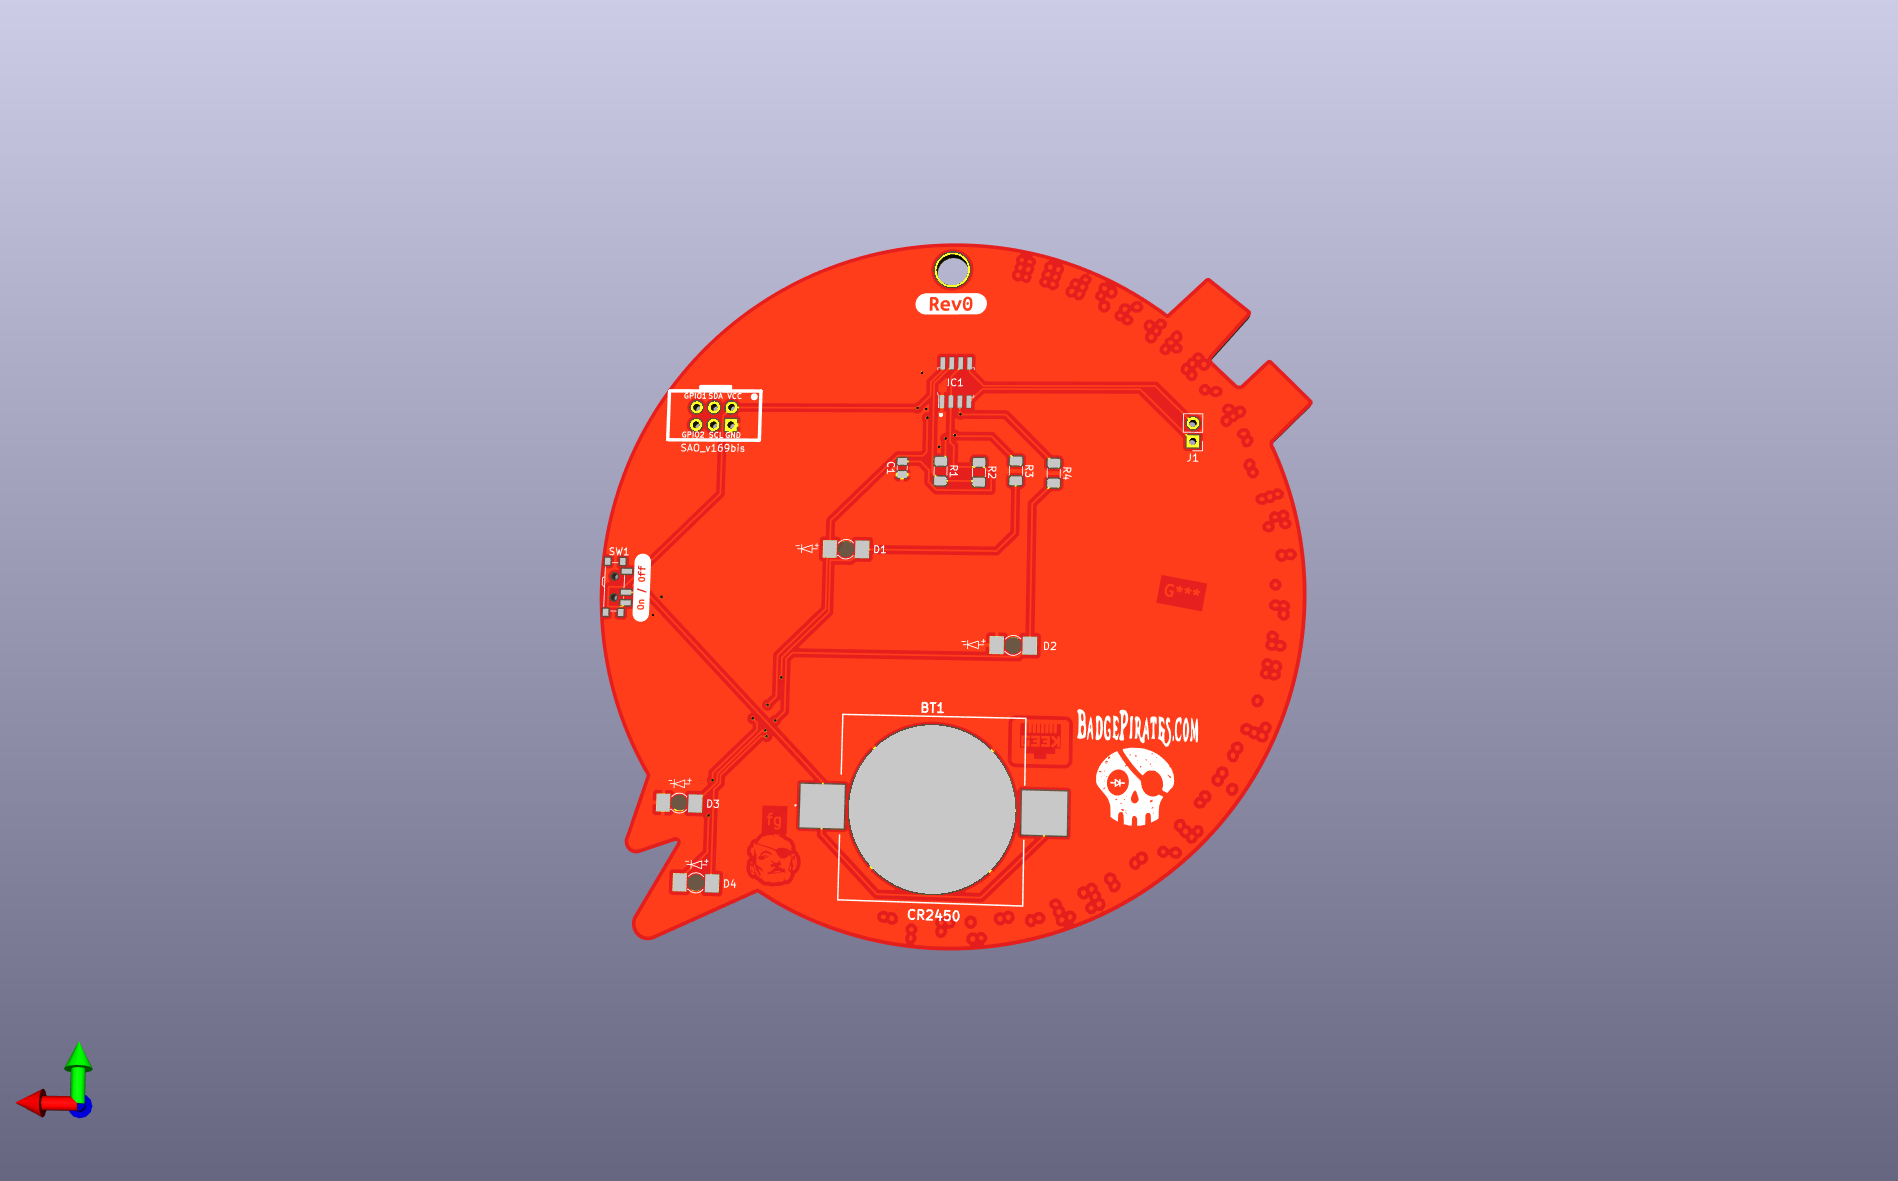 Rev0
IC1
GPIO1 SDA VCC
GPIO2 SCL GND
SAO_v169bis
J1
C1
R1
R2
R3
R4
SW1
On / Off
D1
G***
D2
BT1
BADGEPIRATES.COM
KEEB
D3
fg
D4
CR2450